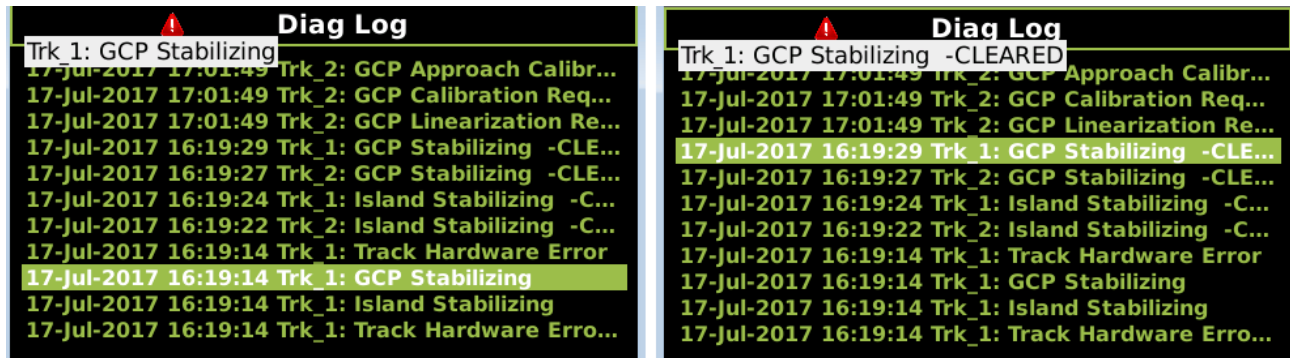 Diag Log
Trk_1: GCP Stabilizing
17-Jul-2017 17:01:49 Trk_2: GCP Approach Calibr...
17-Jul-2017 17:01:49 Trk_2: GCP Calibration Req...
17-Jul-2017 17:01:49 Trk_2: GCP Linearization Re...
17-Jul-2017 16:19:29 Trk_1: GCP Stabilizing -CLE...
17-Jul-2017 16:19:27 Trk_2: GCP Stabilizing -CLE...
17-Jul-2017 16:19:24 Trk_1: Island Stabilizing -C...
17-Jul-2017 16:19:22 Trk_2: Island Stabilizing -C...
17-Jul-2017 16:19:14 Trk_1: Track Hardware Error
17-Jul-2017 16:19:14 Trk_1: GCP Stabilizing
17-Jul-2017 16:19:14 Trk_1: Island Stabilizing
17-Jul-2017 16:19:14 Trk_1: Track Hardware Erro...
Diag Log
Trk_1: GCP Stabilizing -CLEARED
17-Jul-2017 17:01:49 Trk_2: GCP Approach Calibr...
17-Jul-2017 17:01:49 Trk_2: GCP Calibration Req...
17-Jul-2017 17:01:49 Trk_2: GCP Linearization Re...
17-Jul-2017 16:19:29 Trk_1: GCP Stabilizing -CLE...
17-Jul-2017 16:19:27 Trk_2: GCP Stabilizing -CLE...
17-Jul-2017 16:19:24 Trk_1: Island Stabilizing -C...
17-Jul-2017 16:19:22 Trk_2: Island Stabilizing -C...
17-Jul-2017 16:19:14 Trk_1: Track Hardware Error
17-Jul-2017 16:19:14 Trk_1: GCP Stabilizing
17-Jul-2017 16:19:14 Trk_1: Island Stabilizing
17-Jul-2017 16:19:14 Trk_1: Track Hardware Erro...